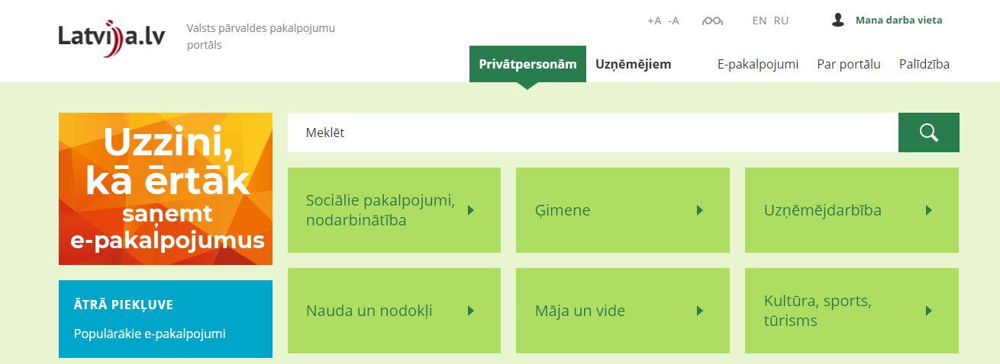 Latvija.lv
Valsts pārvaldes pakalpojumu
portāls
+A -A
EN RU
Mana darba vieta
Privātpersonām
Uzņēmējiem
E-pakalpojumi
Par portālu
Palīdzība
Uzzini,
kā ērtāk
saņemt
e-pakalpojumus
ĀTRĀ PIEKĻUVE
Populārākie e-pakalpojumi
Meklēt
Sociālie pakalpojumi,
nodarbinātība
Ģimene
Uzņēmējdarbība
Nauda un nodokļi
Māja un vide
Kultūra, sports,
tūrisms